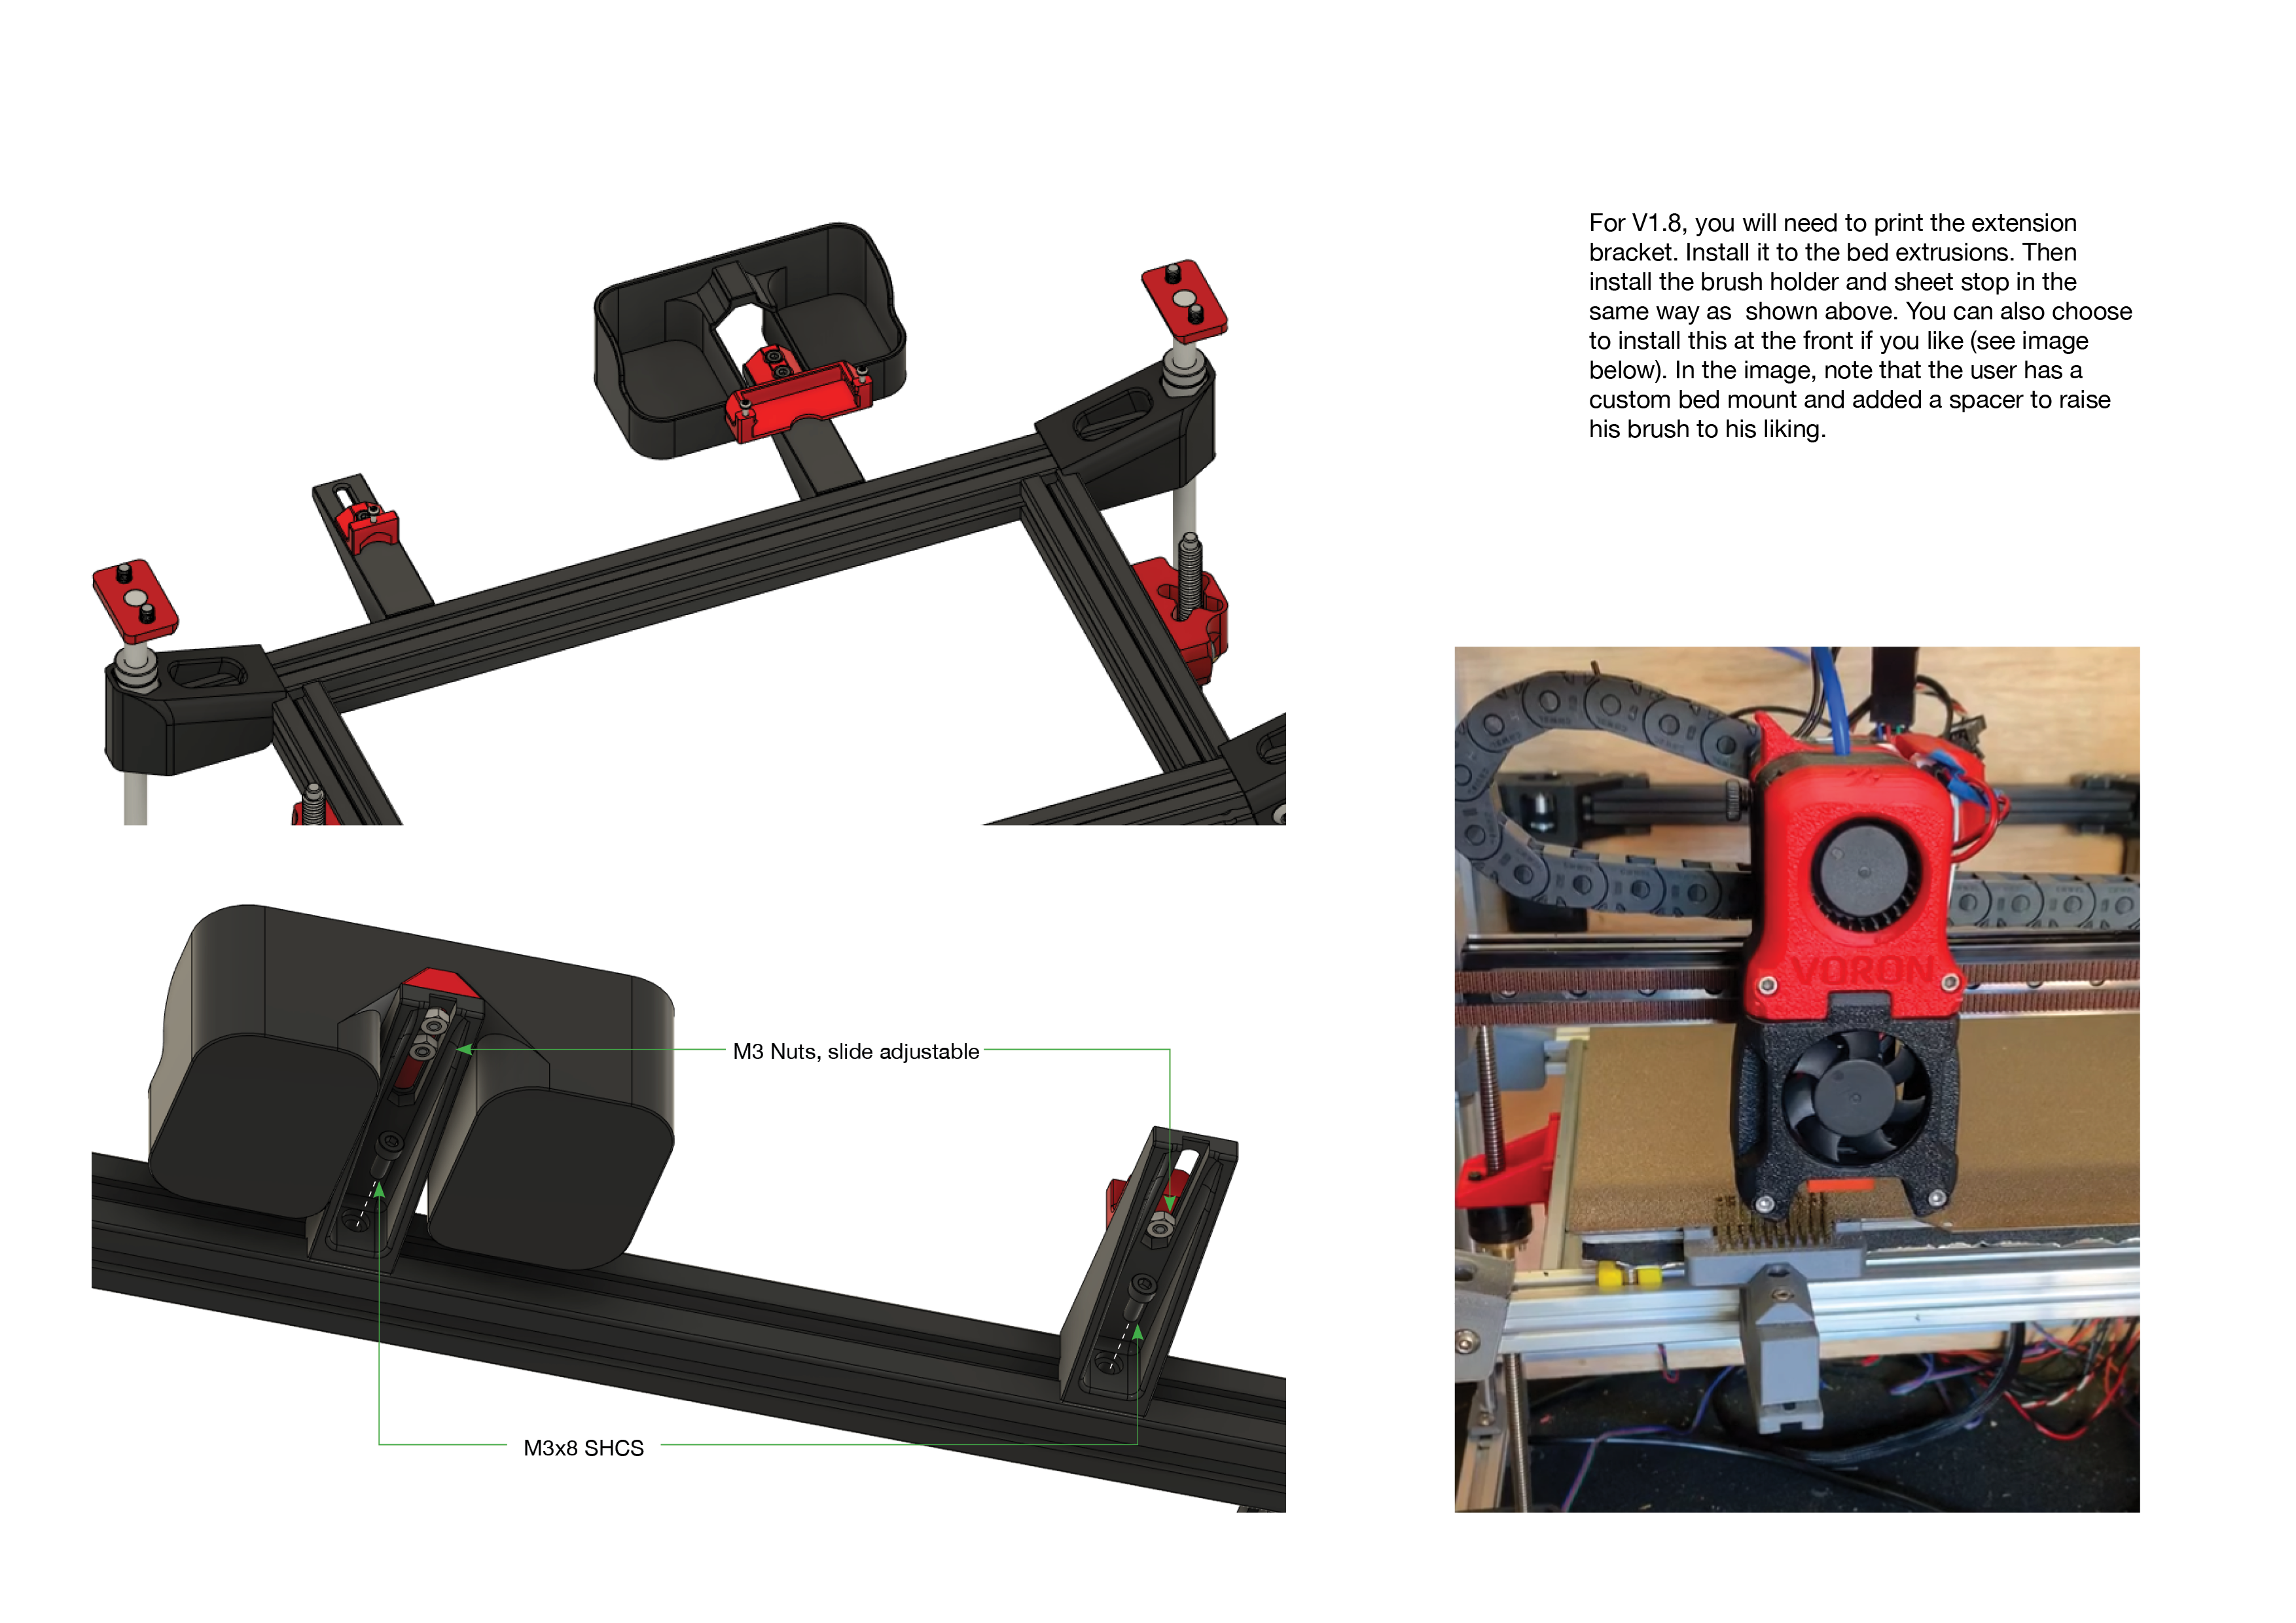 For V1.8, you will need to print the extension
bracket. Install it to the bed extrusions. Then
install the brush holder and sheet stop in the
same way as  shown above. You can also choose
to install this at the front if you like (see image
below). In the image, note that the user has a
custom bed mount and added a spacer to raise
his brush to his liking.
M3 Nuts, slide adjustable
M3x8 SHCS
VORON